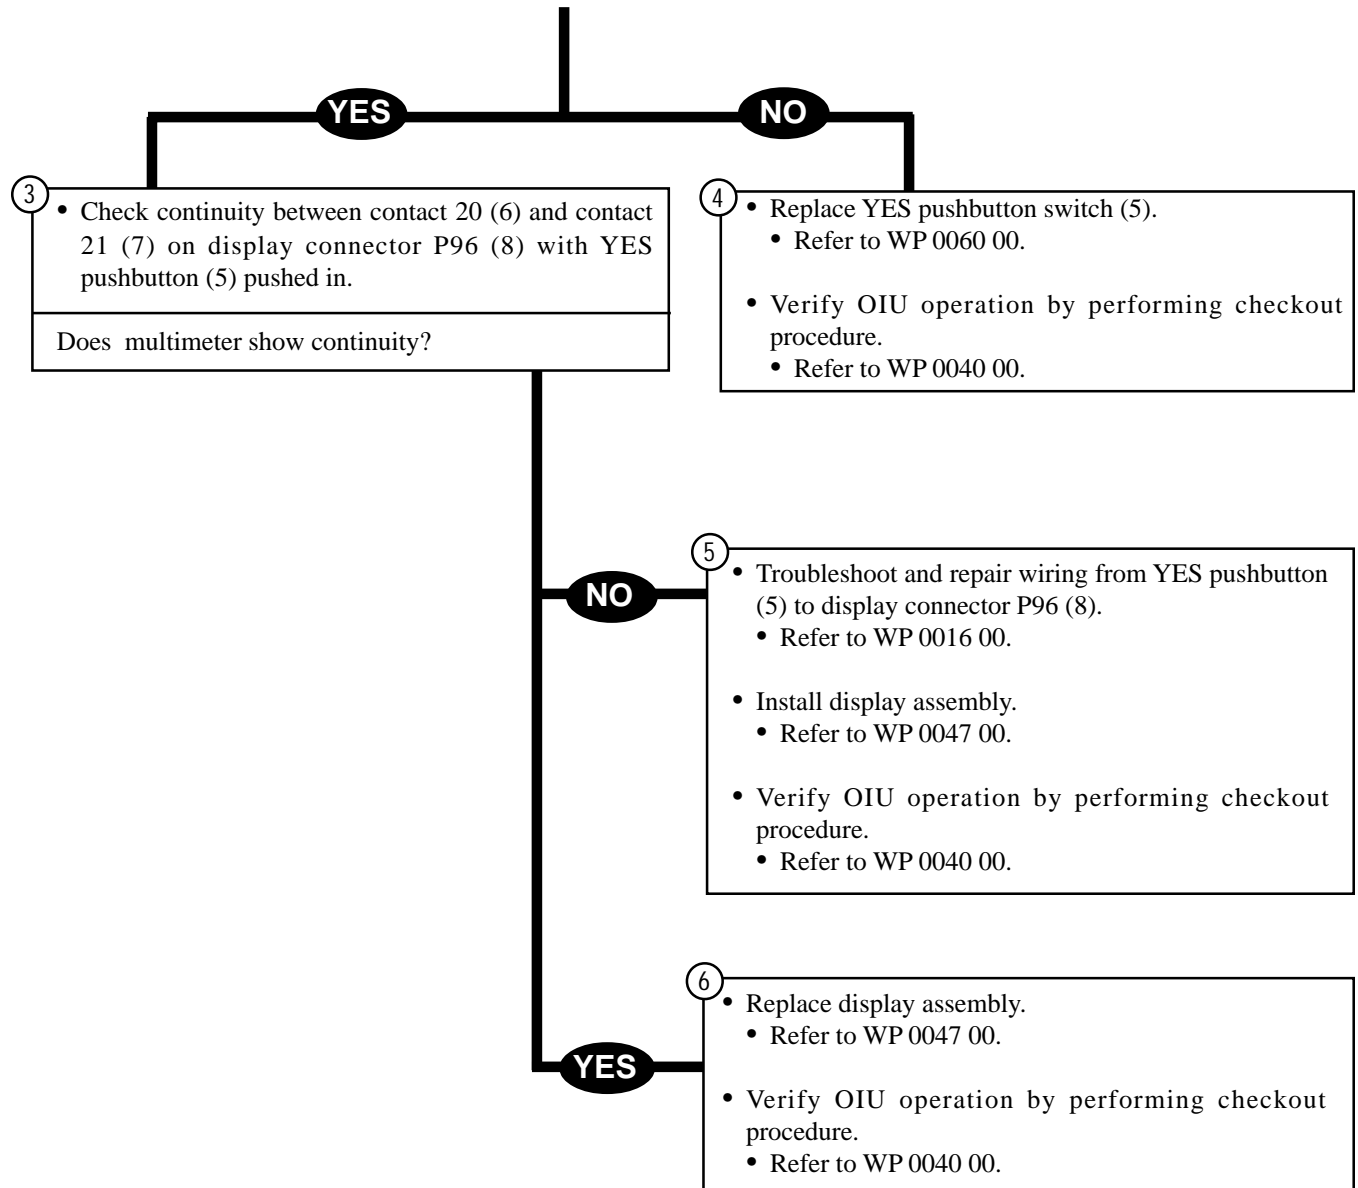 YES
NO
3
• Check continuity between contact 20 (6) and contact
21 (7) on display connector P96 (8) with YES
pushbutton (5) pushed in.
Does multimeter show continuity?
4
• Replace YES pushbutton switch (5).
• Refer to WP 0060 00.
• Verify OIU operation by performing checkout
procedure.
• Refer to WP 0040 00.
NO
5
• Troubleshoot and repair wiring from YES pushbutton
(5) to display connector P96 (8).
• Refer to WP 0016 00.
• Install display assembly.
• Refer to WP 0047 00.
• Verify OIU operation by performing checkout
procedure.
• Refer to WP 0040 00.
YES
6
• Replace display assembly.
• Refer to WP 0047 00.
• Verify OIU operation by performing checkout
procedure.
• Refer to WP 0040 00.